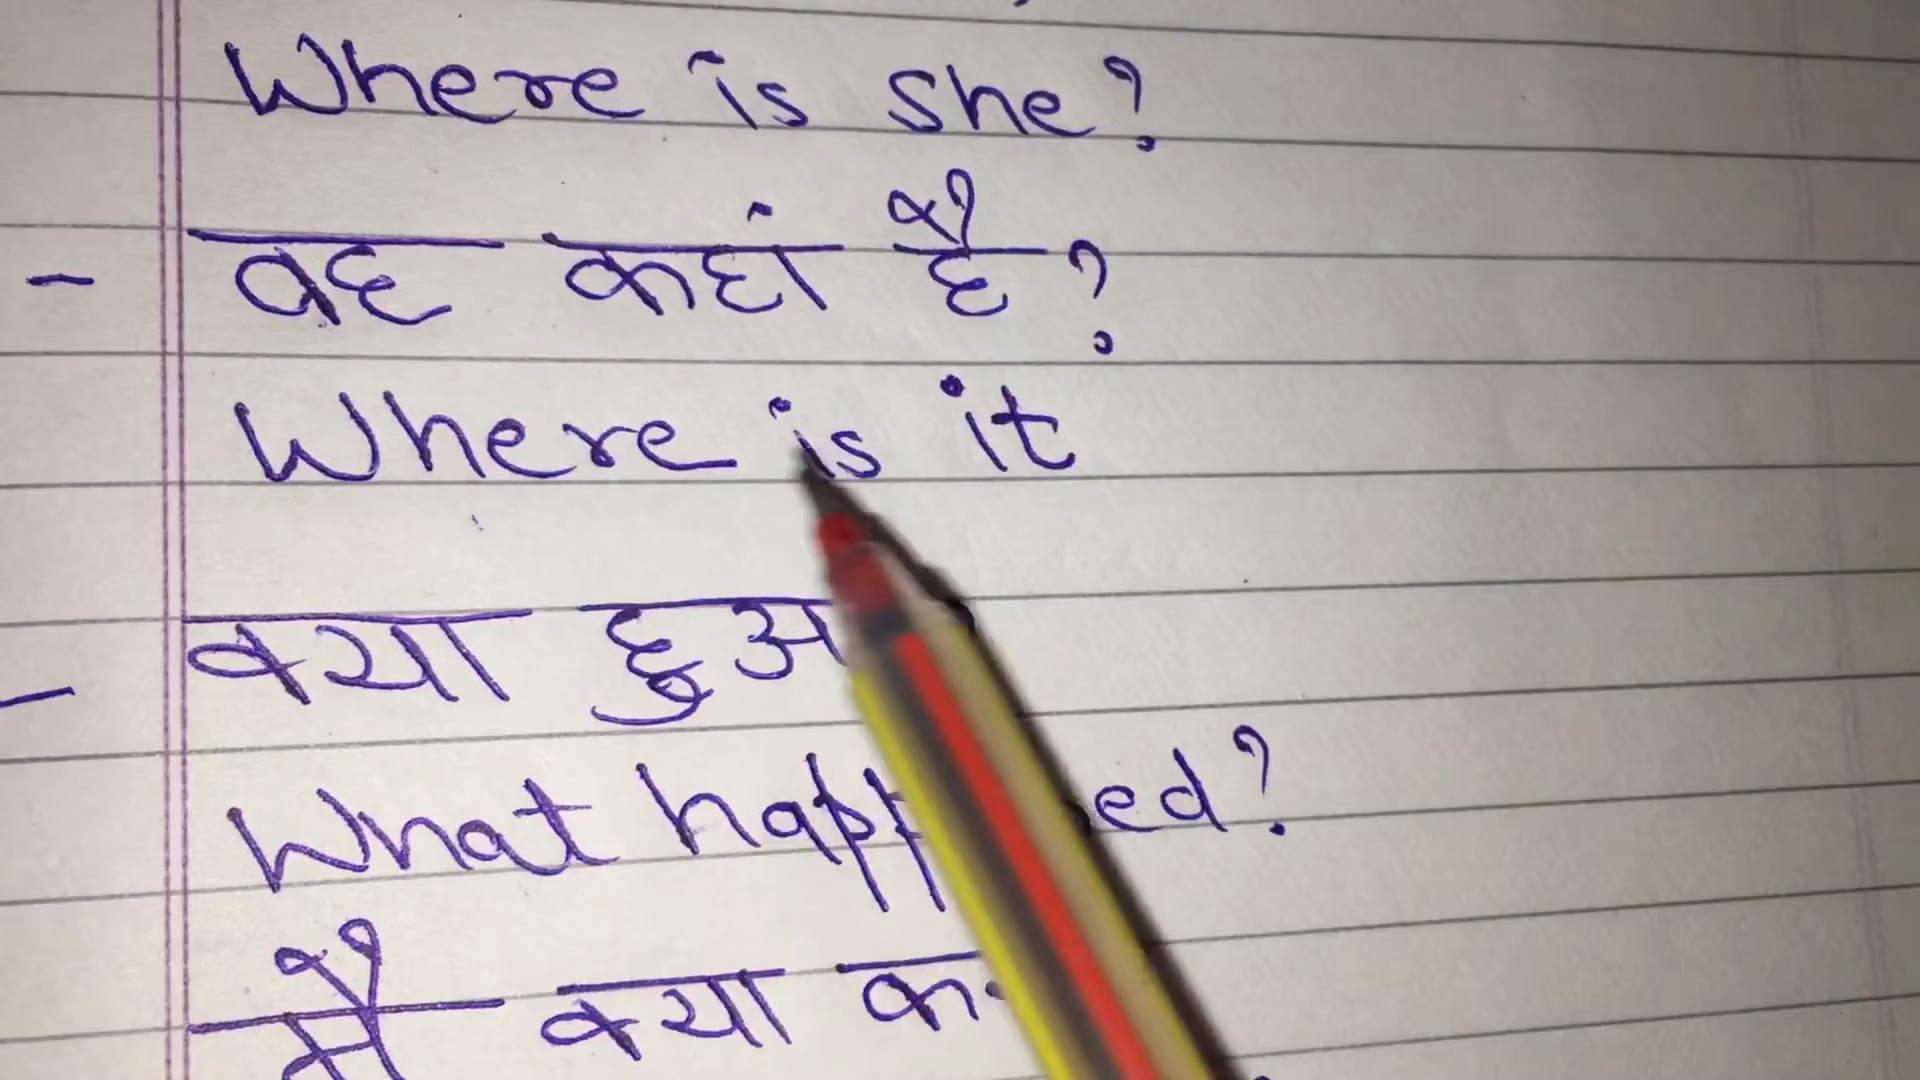 Where is she?
- वह कहां है?
Where is it
- क्या हुअ
What happ ed?
मैं क्या